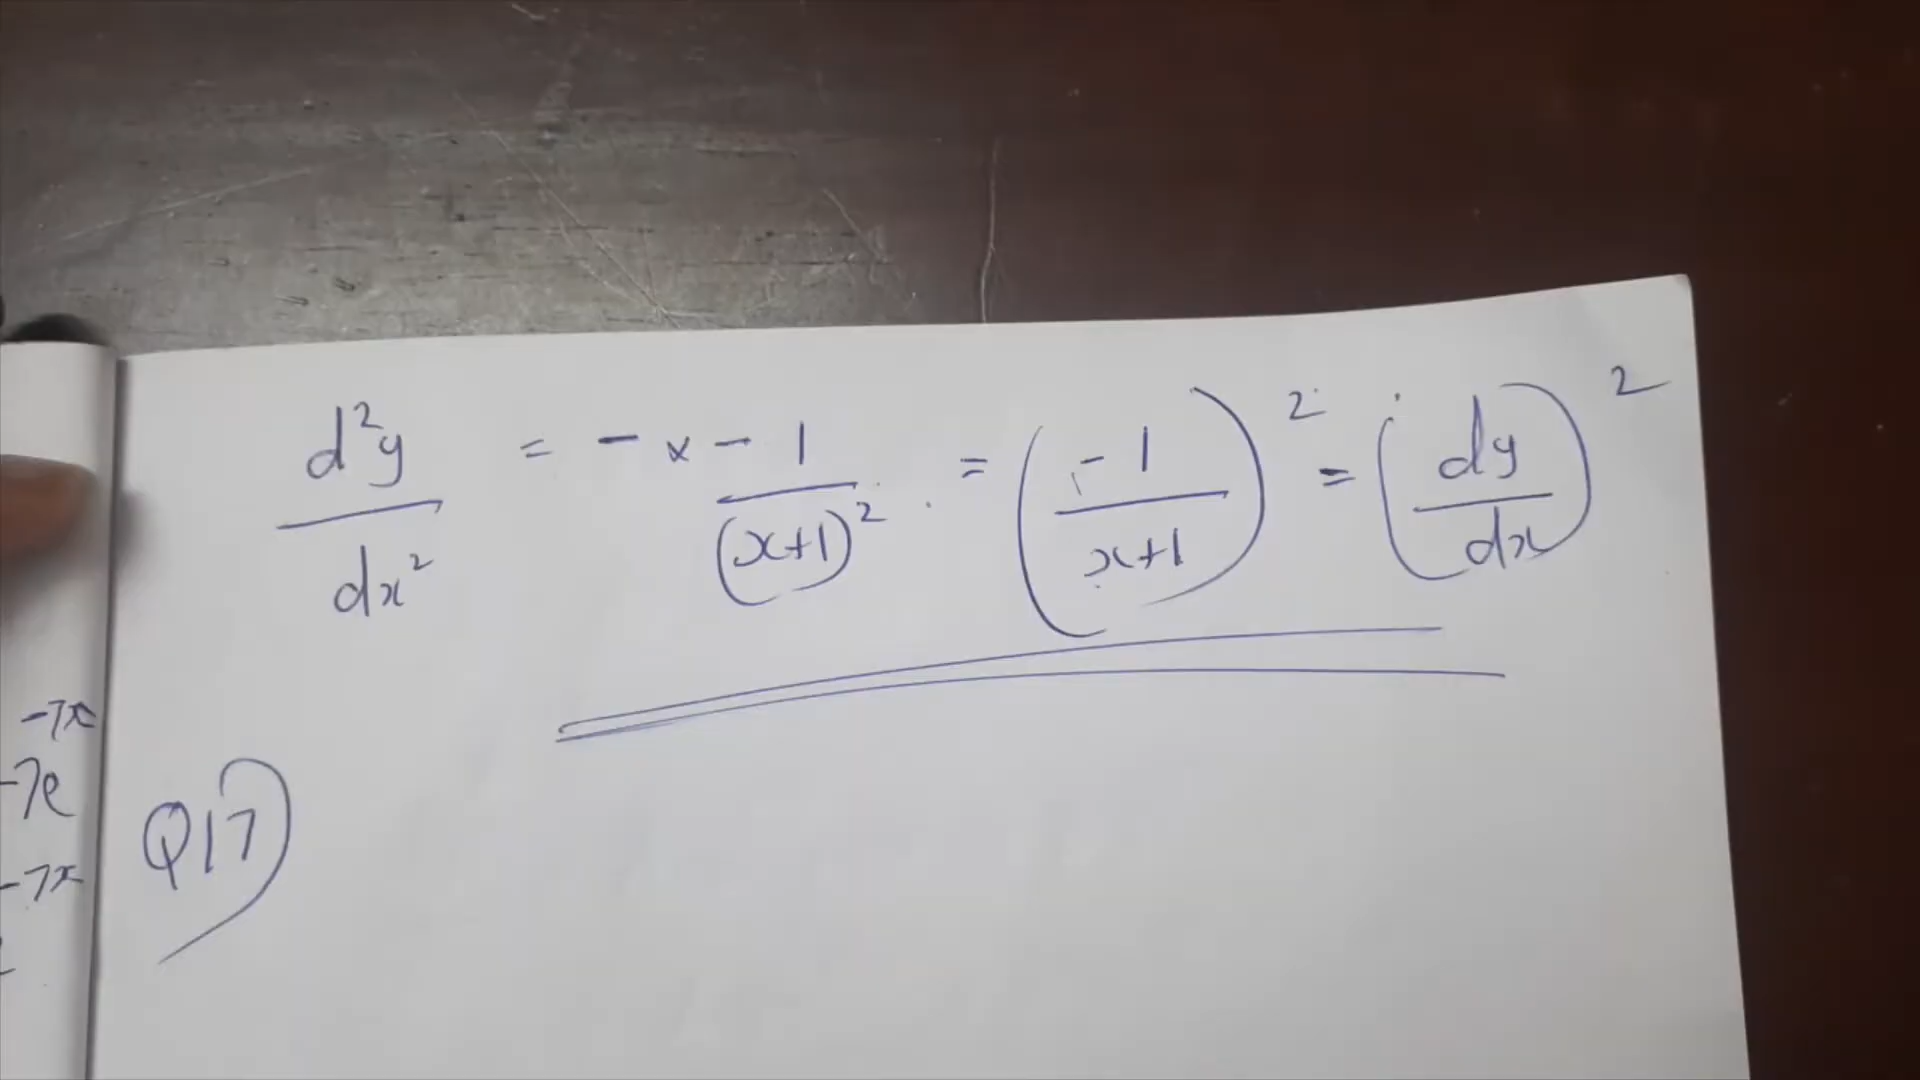 d²y/dx² = - x - 1/(x+1)² = (-1/x+1)² = (dy/dx)²
-7x
-7e
-7x
Q17)